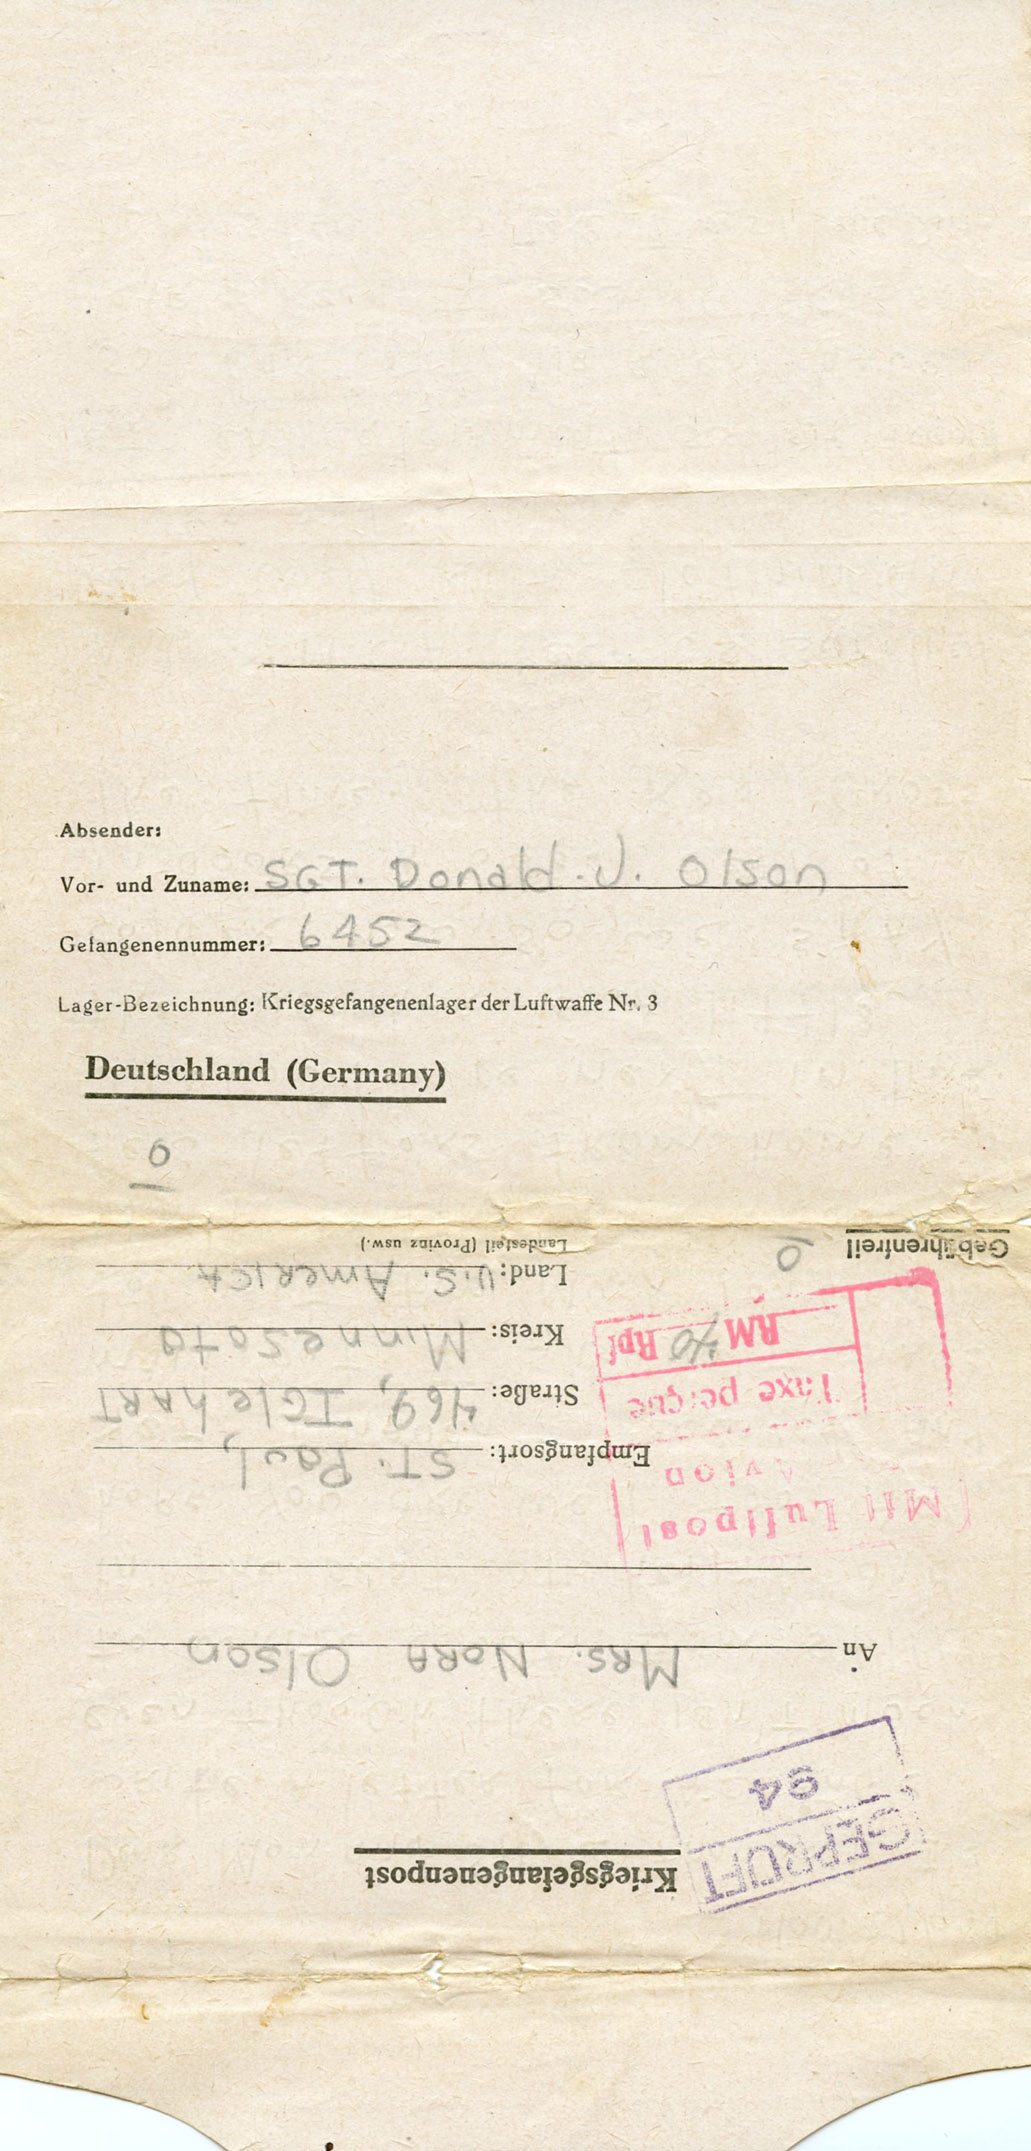 Absender:
Vor- und Zuname: SGT. Donald. J. Olson
Gefangenennummer: 6452
Lager-Bezeichnung: Kriegsgefangenenlager der Luftwaffe Nr. 3
Deutschland (Germany)
0
Kriegsgefangenenpost
GEPRÜFT
94
An MRS. NORA Olson
Mit Luftpost
Avion
Taxe perçue
RM 40 Rpf
Empfangsort: ST. Paul,
Straße: 469, IGlehART
Kreis: Minnesota
Land: U.S. AMERICA
Landesteil (Provinz usw.)
Gebührenfrei!
0